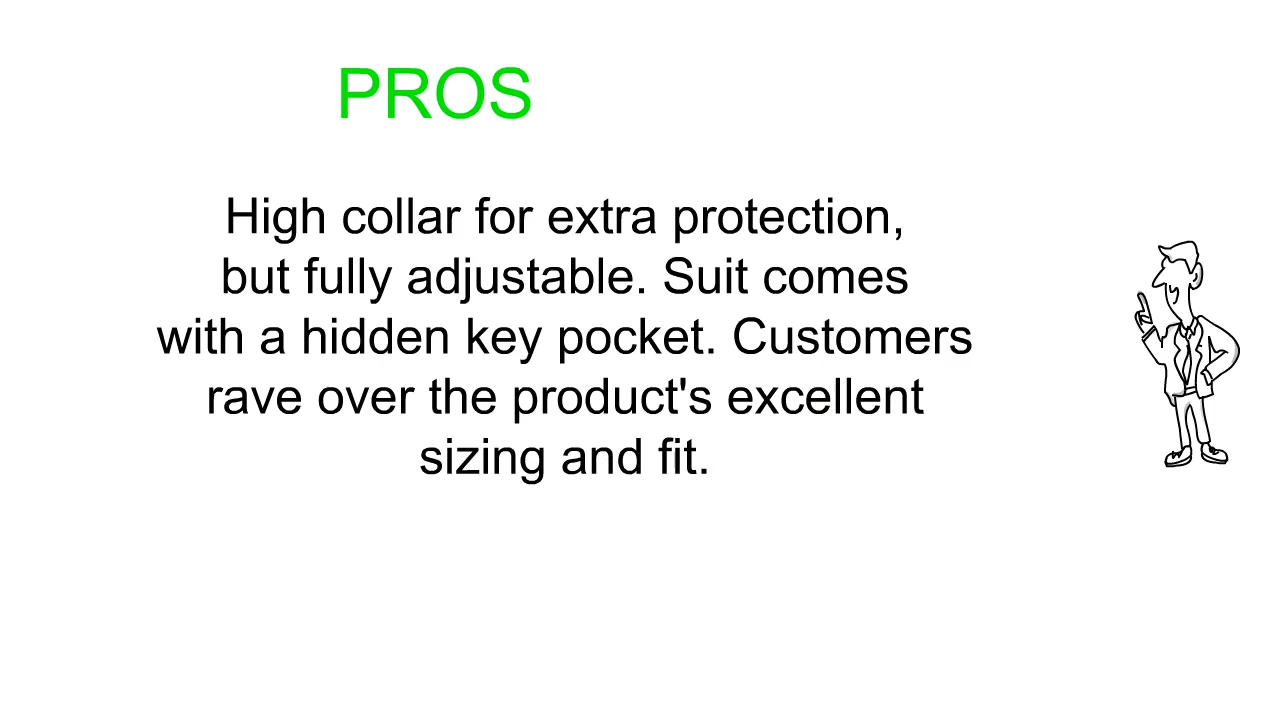 PROS
High collar for extra protection,
but fully adjustable. Suit comes
with a hidden key pocket. Customers
rave over the product's excellent
sizing and fit.